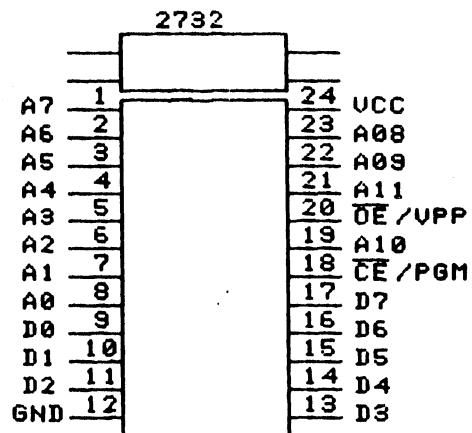 2732
A7 1 24 VCC
A6 2 23 A08
A5 3 22 A09
A4 4 21 A11
A3 5 20 O̅E̅/VPP
A2 6 19 A10
A1 7 18 C̅E̅/PGM
A0 8 17 D7
D0 9 16 D6
D1 10 15 D5
D2 11 14 D4
GND 12 13 D3